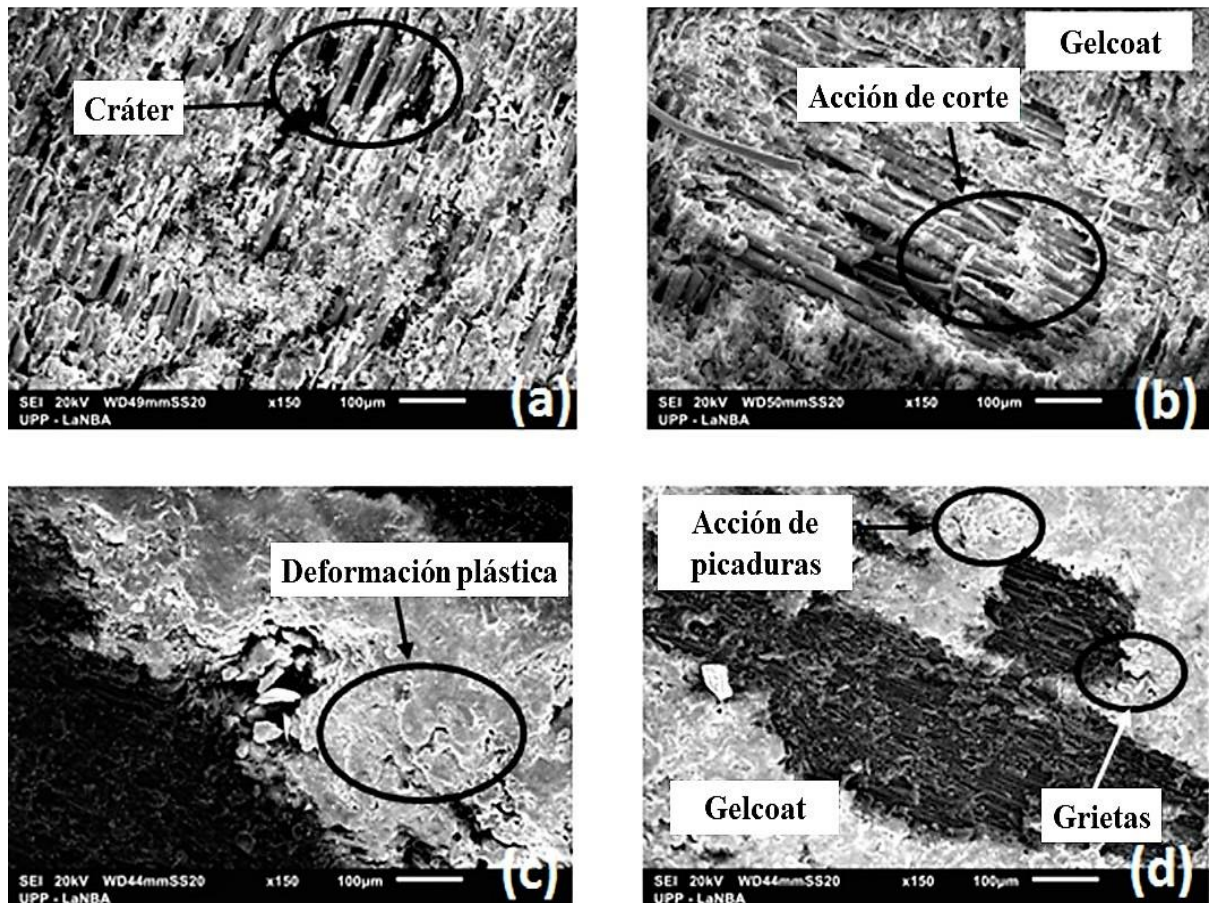 Cráter
SEI 20kV WD49mmSS20 x150 100µm
UPP - LaNBA
(a)
Gelcoat
Acción de corte
SEI 20kV WD50mmSS20 x150 100µm
UPP - LaNBA
(b)
Deformación plástica
SEI 20kV WD44mmSS20 x150 100µm
UPP - LaNBA
(c)
Acción de
picaduras
Gelcoat
Grietas
SEI 20kV WD44mmSS20 x150 100µm
UPP - LaNBA
(d)